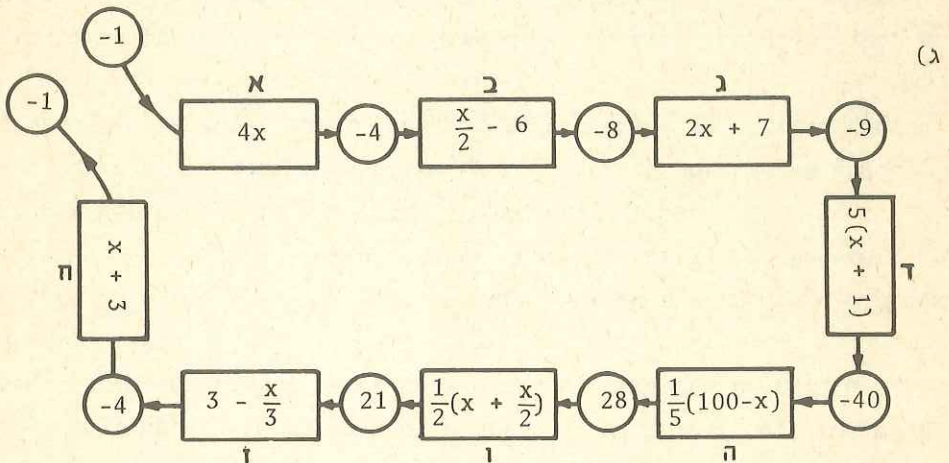 ג)
-1
-1
א ב ג
4x -4 x/2 - 6 -8 2x + 7 -9
ח x + 3
5(x + 1) ד
-4 3 - x/3 21 1/2(x + x/2) 28 1/5(100-x) -40
ז ו ה